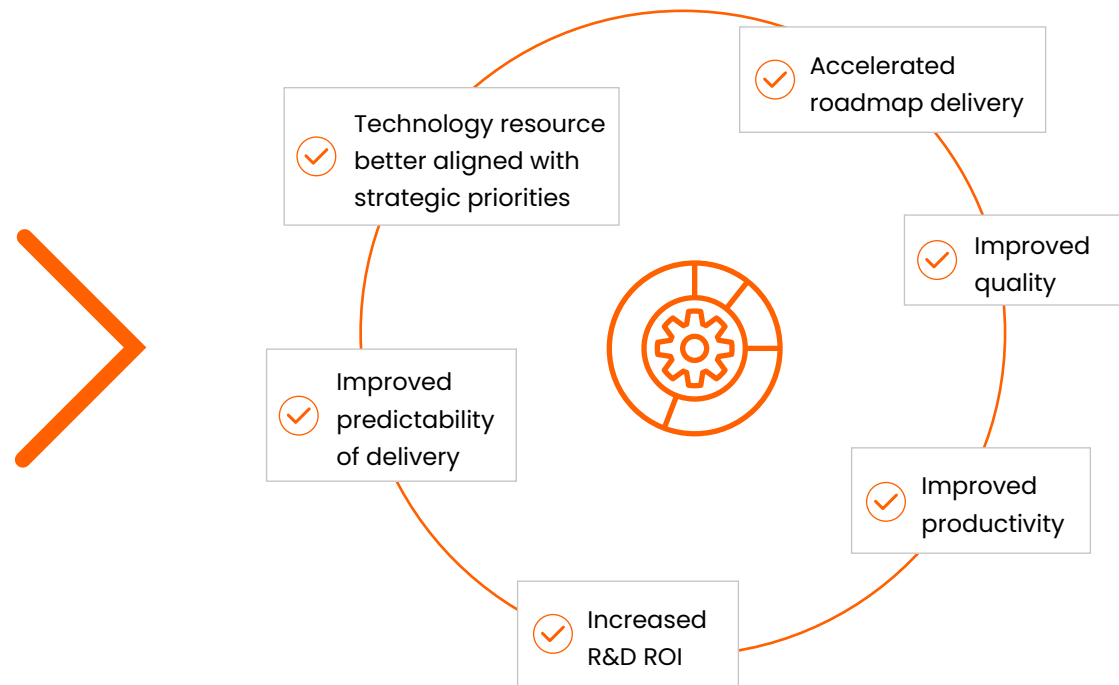 Accelerated
roadmap delivery
Technology resource
better aligned with
strategic priorities
Improved
quality
Improved
predictability
of delivery
Improved
productivity
Increased
R&D ROI